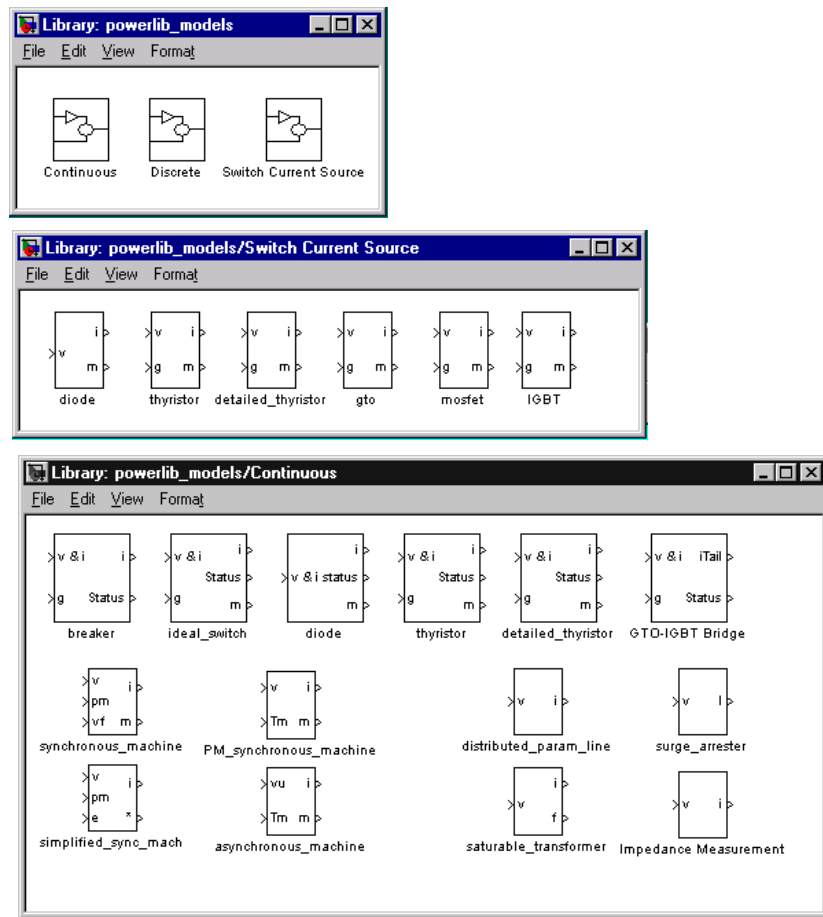 Library: powerlib_models
File Edit View Format
Continuous Discrete Switch Current Source
Library: powerlib_models/Switch Current Source
File Edit View Format
i v i v i v i v i v i
v
m g m g m g m g m g m
diode thyristor detailed_thyristor gto mosfet IGBT
Library: powerlib_models/Continuous
File Edit View Format
v &i i v &i i i v &i i v &i i v &i iTail
Status v &i status Status Status
g Status g m m g m g m g Status
breaker ideal_switch diode thyristor detailed_thyristor GTO-IGBT Bridge
v i v i v i v I
pm
vf m Tm m
synchronous_machine PM_synchronous_machine distributed_param_line surge_arrester
v i vu i i
pm v v i
e * Tm m f
simplified_sync_mach asynchronous_machine saturable_transformer Impedance Measurement